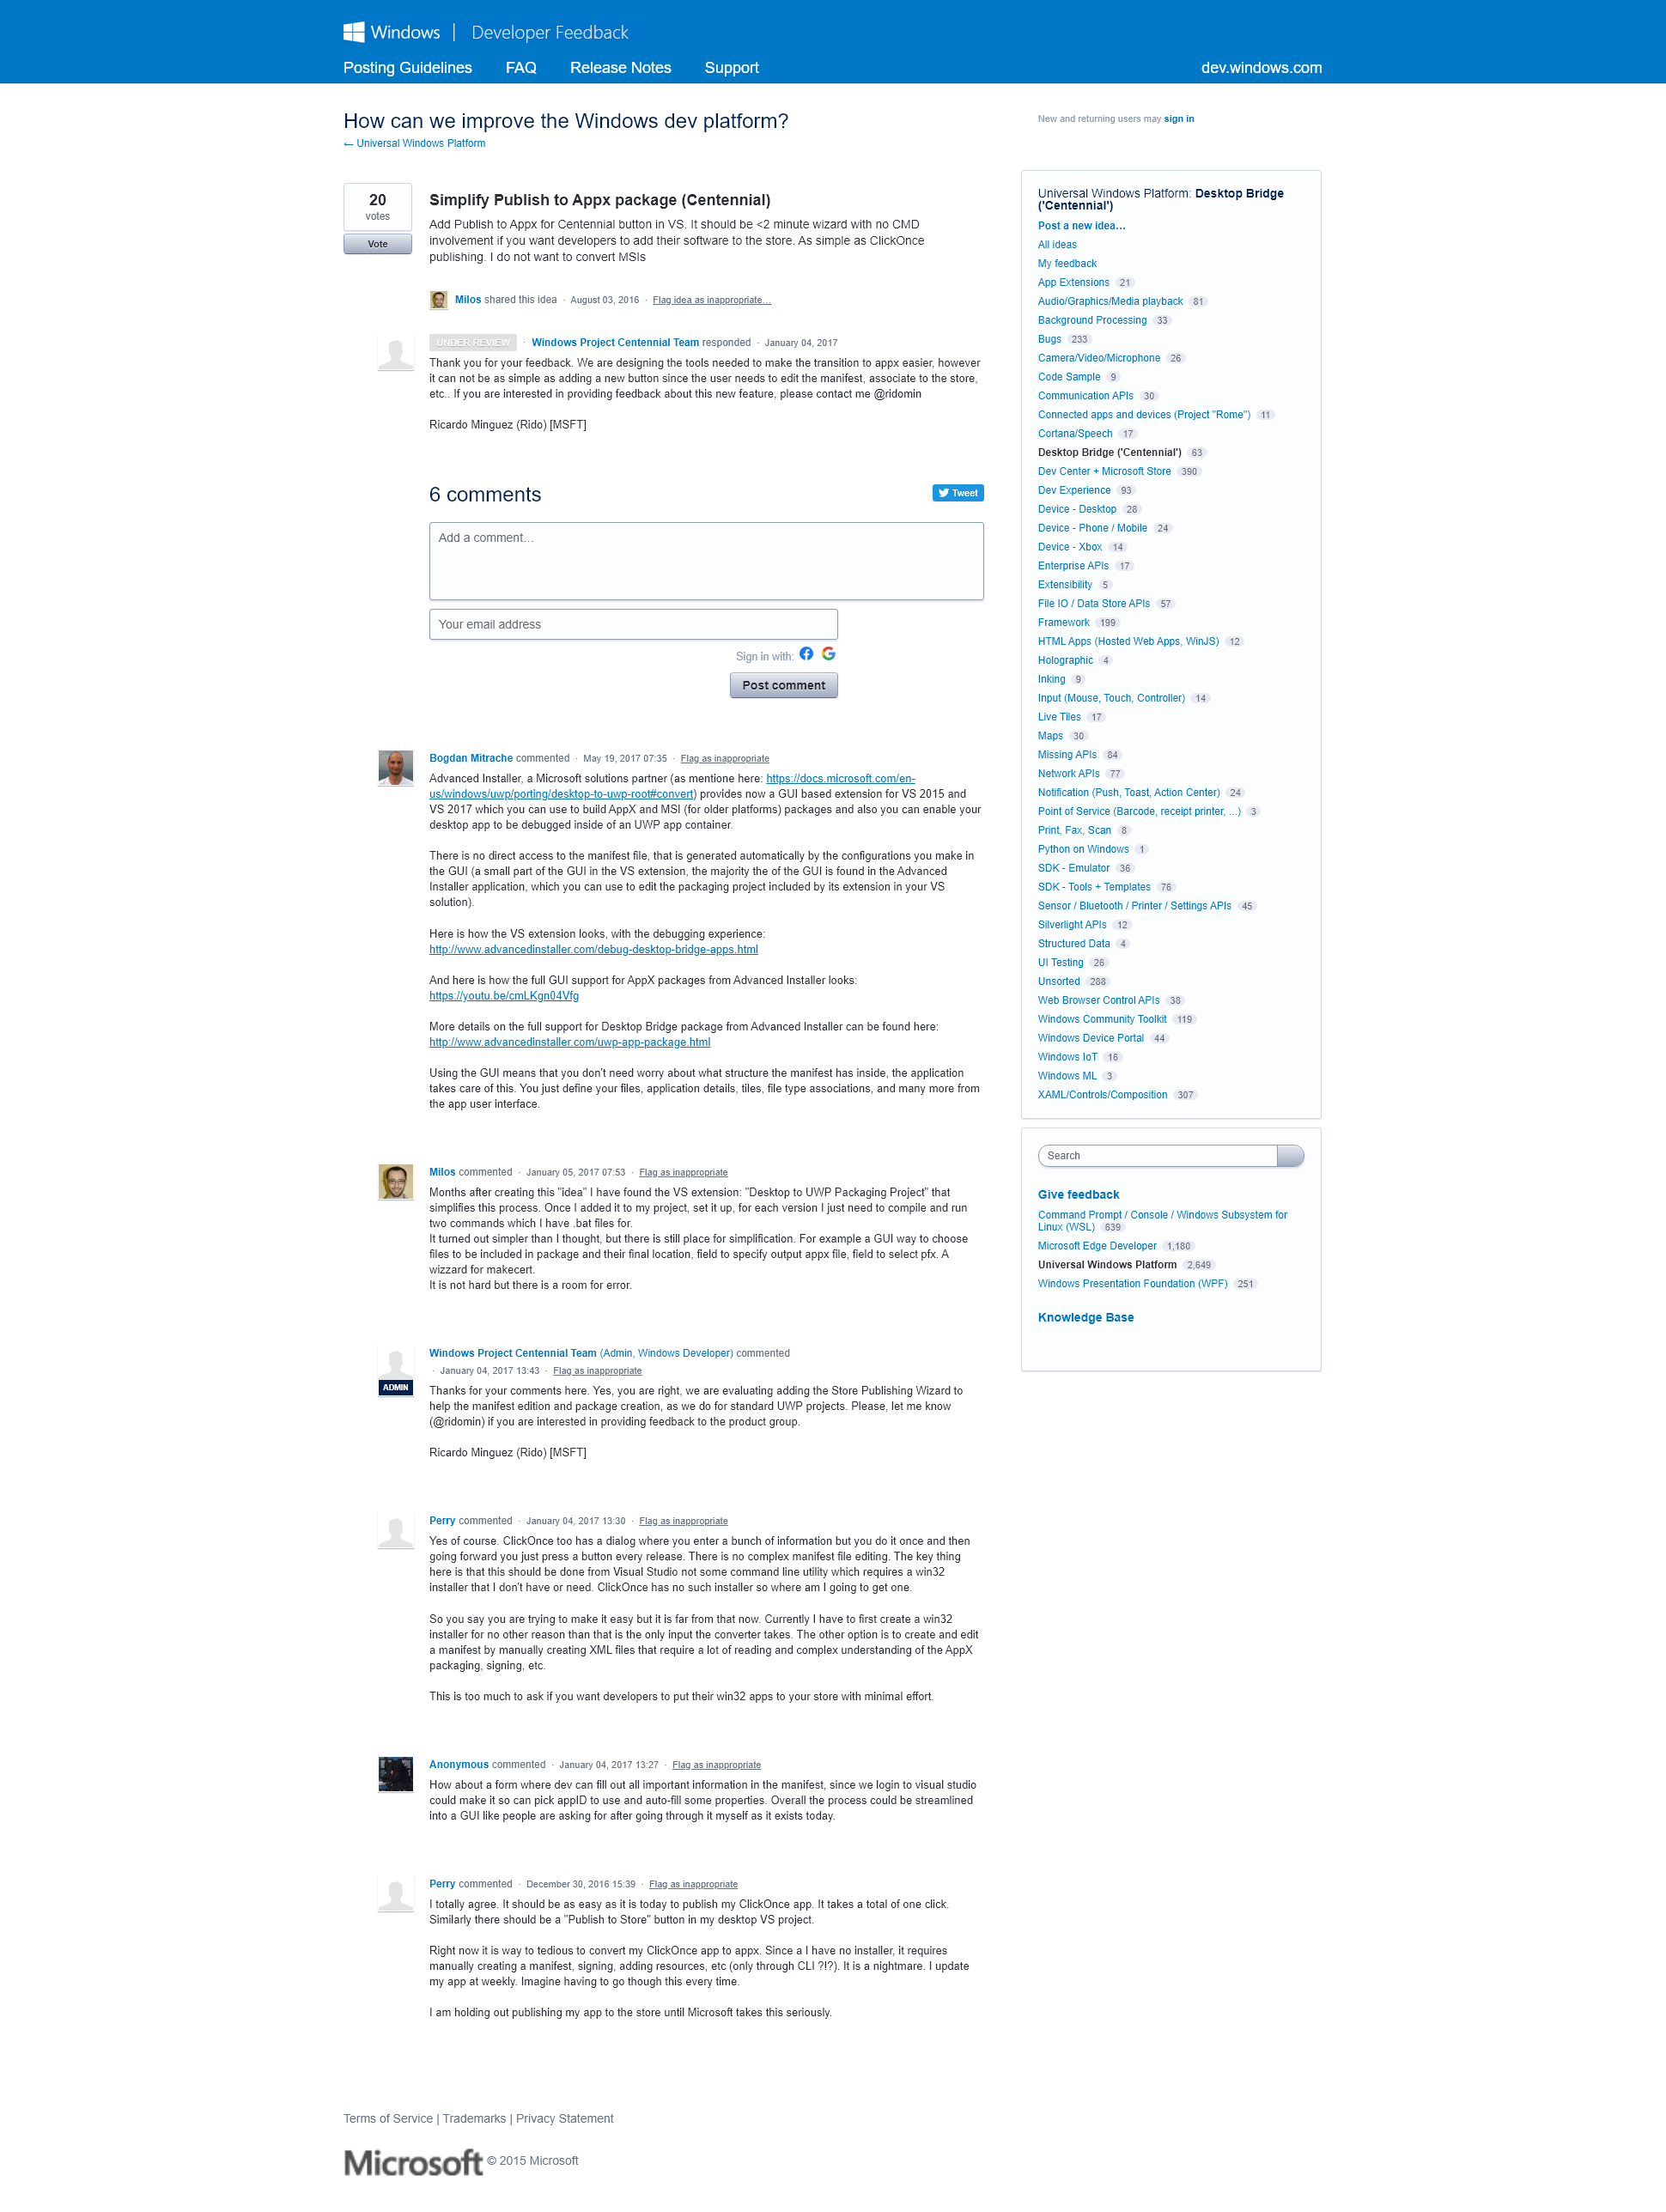 Windows | Developer Feedback
Posting Guidelines FAQ Release Notes Support dev.windows.com
How can we improve the Windows dev platform?
← Universal Windows Platform
New and returning users may sign in
20
votes
Vote
Simplify Publish to Appx package (Centennial)
Add Publish to Appx for Centennial button in VS. It should be <2 minute wizard with no CMD
involvement if you want developers to add their software to the store. As simple as ClickOnce
publishing. I do not want to convert MSIs
Milos shared this idea · August 03, 2016 · Flag idea as inappropriate…
UNDER REVIEW · Windows Project Centennial Team responded · January 04, 2017
Thank you for your feedback. We are designing the tools needed to make the transition to appx easier, however
it can not be as simple as adding a new button since the user needs to edit the manifest, associate to the store,
etc.. If you are interested in providing feedback about this new feature, please contact me @ridomin
Ricardo Minguez (Rido) [MSFT]
6 comments
Tweet
Add a comment…
Your email address
Sign in with:
Post comment
Bogdan Mitrache commented · May 19, 2017 07:35 · Flag as inappropriate
Advanced Installer, a Microsoft solutions partner (as mentione here: https://docs.microsoft.com/en-
us/windows/uwp/porting/desktop-to-uwp-root#convert) provides now a GUI based extension for VS 2015 and
VS 2017 which you can use to build AppX and MSI (for older platforms) packages and also you can enable your
desktop app to be debugged inside of an UWP app container.
There is no direct access to the manifest file, that is generated automatically by the configurations you make in
the GUI (a small part of the GUI in the VS extension, the majority the of the GUI is found in the Advanced
Installer application, which you can use to edit the packaging project included by its extension in your VS
solution).
Here is how the VS extension looks, with the debugging experience:
http://www.advancedinstaller.com/debug-desktop-bridge-apps.html
And here is how the full GUI support for AppX packages from Advanced Installer looks:
https://youtu.be/cmLKgn04Vfg
More details on the full support for Desktop Bridge package from Advanced Installer can be found here:
http://www.advancedinstaller.com/uwp-app-package.html
Using the GUI means that you don't need worry about what structure the manifest has inside, the application
takes care of this. You just define your files, application details, tiles, file type associations, and many more from
the app user interface.
Milos commented · January 05, 2017 07:53 · Flag as inappropriate
Months after creating this "idea" I have found the VS extension: "Desktop to UWP Packaging Project" that
simplifies this process. Once I added it to my project, set it up, for each version I just need to compile and run
two commands which I have .bat files for.
It turned out simpler than I thought, but there is still place for simplification. For example a GUI way to choose
files to be included in package and their final location, field to specify output appx file, field to select pfx. A
wizzard for makecert.
It is not hard but there is a room for error.
Windows Project Centennial Team (Admin, Windows Developer) commented
· January 04, 2017 13:43 · Flag as inappropriate
ADMIN
Thanks for your comments here. Yes, you are right, we are evaluating adding the Store Publishing Wizard to
help the manifest edition and package creation, as we do for standard UWP projects. Please, let me know
(@ridomin) if you are interested in providing feedback to the product group.
Ricardo Minguez (Rido) [MSFT]
Perry commented · January 04, 2017 13:30 · Flag as inappropriate
Yes of course. ClickOnce too has a dialog where you enter a bunch of information but you do it once and then
going forward you just press a button every release. There is no complex manifest file editing. The key thing
here is that this should be done from Visual Studio not some command line utility which requires a win32
installer that I don't have or need. ClickOnce has no such installer so where am I going to get one.
So you say you are trying to make it easy but it is far from that now. Currently I have to first create a win32
installer for no other reason than that is the only input the converter takes. The other option is to create and edit
a manifest by manually creating XML files that require a lot of reading and complex understanding of the AppX
packaging, signing, etc.
This is too much to ask if you want developers to put their win32 apps to your store with minimal effort.
Anonymous commented · January 04, 2017 13:27 · Flag as inappropriate
How about a form where dev can fill out all important information in the manifest, since we login to visual studio
could make it so can pick appID to use and auto-fill some properties. Overall the process could be streamlined
into a GUI like people are asking for after going through it myself as it exists today.
Perry commented · December 30, 2016 15:39 · Flag as inappropriate
I totally agree. It should be as easy as it is today to publish my ClickOnce app. It takes a total of one click.
Similarly there should be a "Publish to Store" button in my desktop VS project.
Right now it is way to tedious to convert my ClickOnce app to appx. Since a I have no installer, it requires
manually creating a manifest, signing, adding resources, etc (only through CLI ?!?). It is a nightmare. I update
my app at weekly. Imagine having to go though this every time.
I am holding out publishing my app to the store until Microsoft takes this seriously.
Universal Windows Platform: Desktop Bridge
('Centennial')
Post a new idea…
All ideas
My feedback
App Extensions 21
Audio/Graphics/Media playback 81
Background Processing 33
Bugs 233
Camera/Video/Microphone 26
Code Sample 9
Communication APIs 30
Connected apps and devices (Project "Rome") 11
Cortana/Speech 17
Desktop Bridge ('Centennial') 63
Dev Center + Microsoft Store 390
Dev Experience 93
Device - Desktop 28
Device - Phone / Mobile 24
Device - Xbox 14
Enterprise APIs 17
Extensibility 5
File IO / Data Store APIs 57
Framework 199
HTML Apps (Hosted Web Apps, WinJS) 12
Holographic 4
Inking 9
Input (Mouse, Touch, Controller) 14
Live Tiles 17
Maps 30
Missing APIs 84
Network APIs 77
Notification (Push, Toast, Action Center) 24
Point of Service (Barcode, receipt printer, ...) 3
Print, Fax, Scan 8
Python on Windows 1
SDK - Emulator 36
SDK - Tools + Templates 76
Sensor / Bluetooth / Printer / Settings APIs 45
Silverlight APIs 12
Structured Data 4
UI Testing 26
Unsorted 288
Web Browser Control APIs 38
Windows Community Toolkit 119
Windows Device Portal 44
Windows IoT 16
Windows ML 3
XAML/Controls/Composition 307
Search
Give feedback
Command Prompt / Console / Windows Subsystem for
Linux (WSL) 639
Microsoft Edge Developer 1,180
Universal Windows Platform 2,649
Windows Presentation Foundation (WPF) 251
Knowledge Base
Terms of Service | Trademarks | Privacy Statement
Microsoft © 2015 Microsoft